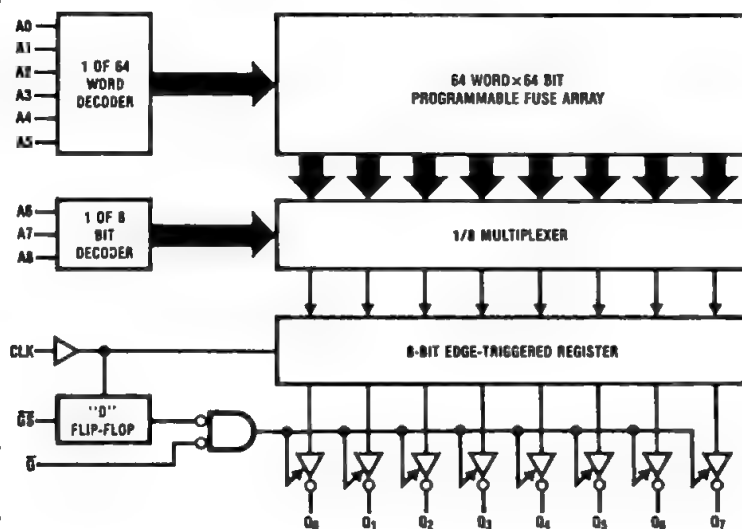 A0
A1
A2
A3
A4
A5
1 OF 64
WORD
DECODER
64 WORD×64 BIT
PROGRAMMABLE FUSE ARRAY
A6
A7
A8
1 OF 8
BIT
DECODER
1/8 MULTIPLEXER
CLK
8-BIT EDGE-TRIGGERED REGISTER
G̅S̅
"D"
FLIP-FLOP
G̅
Q0 Q1 Q2 Q3 Q4 Q5 Q6 Q7